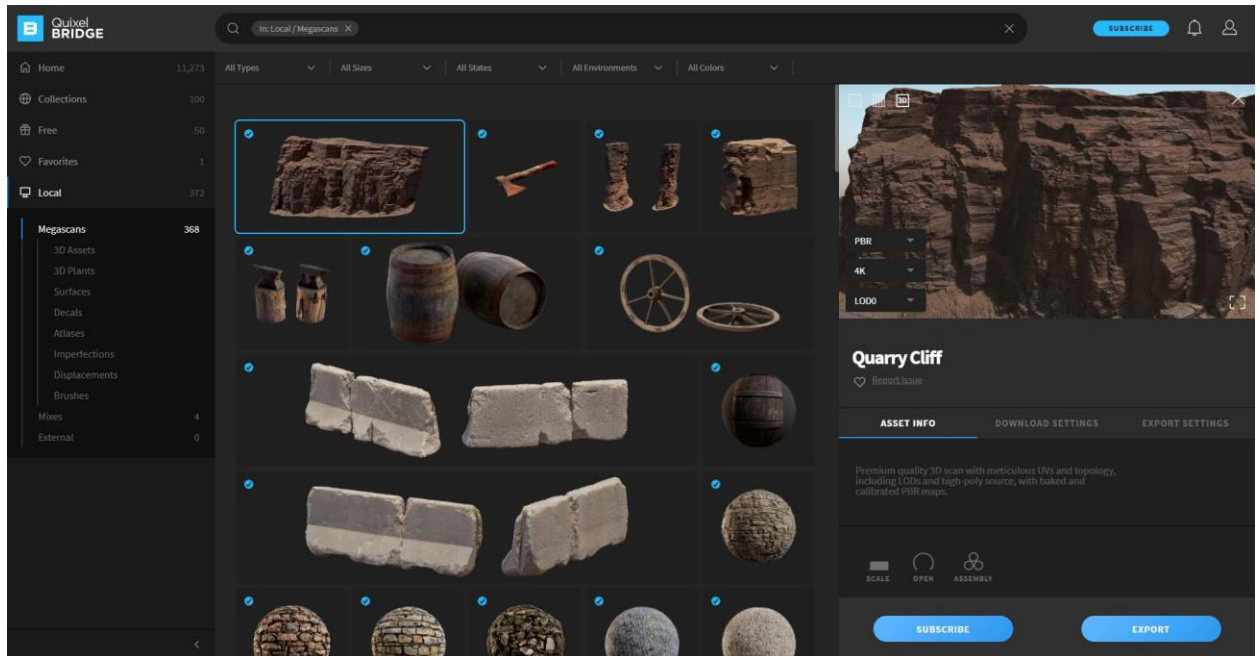 Quixel
BRIDGE
In: Local / Megascans
SUBSCRIBE
Home 11,273
Collections 100
Free 50
Favorites 1
Local 372
Megascans 368
3D Assets
3D Plants
Surfaces
Decals
Atlases
Imperfections
Displacements
Brushes
Mixes 4
External 0
All Types
All Sizes
All States
All Environments
All Colors
3D
PBR
4K
LOD0
Quarry Cliff
Report Issue
ASSET INFO
DOWNLOAD SETTINGS
EXPORT SETTINGS
Premium quality 3D scan with meticulous UVs and topology,
including LODs and high-poly source, with baked and
calibrated PBR maps.
SCALE
OPEN
ASSEMBLY
SUBSCRIBE
EXPORT